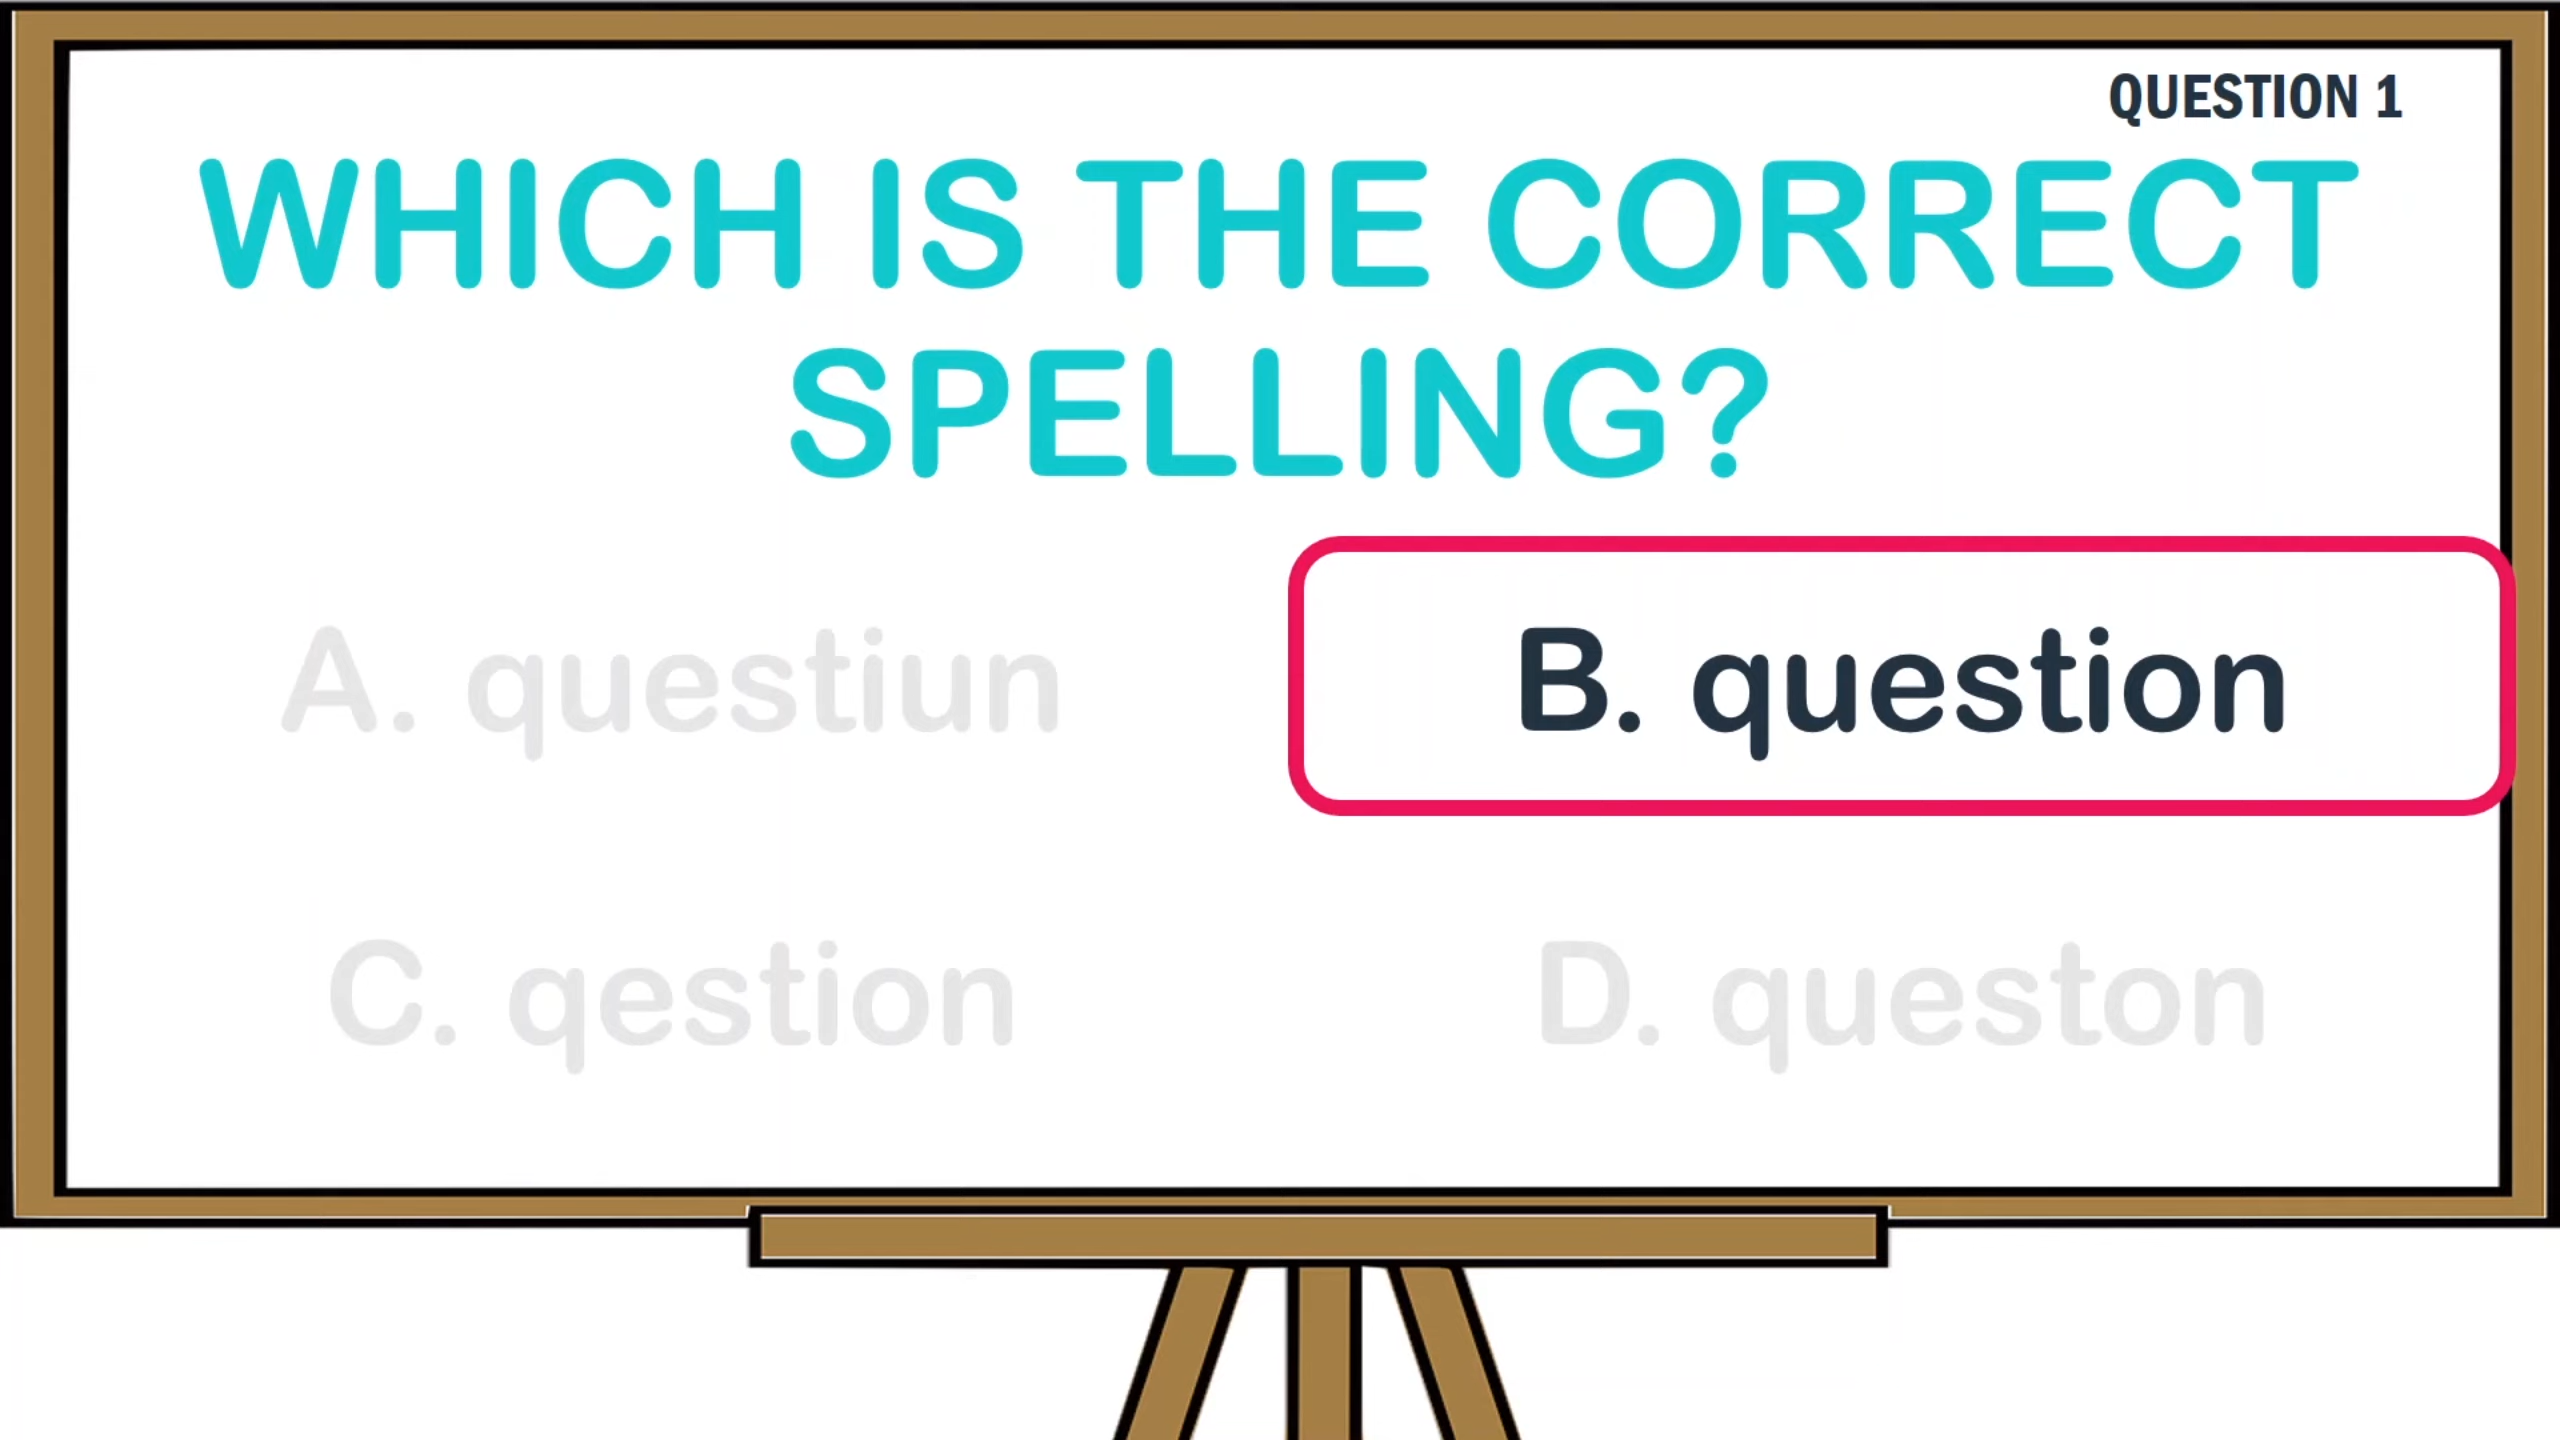 QUESTION 1
WHICH IS THE CORRECT
SPELLING?
A. questiun
B. question
C. qestion
D. queston